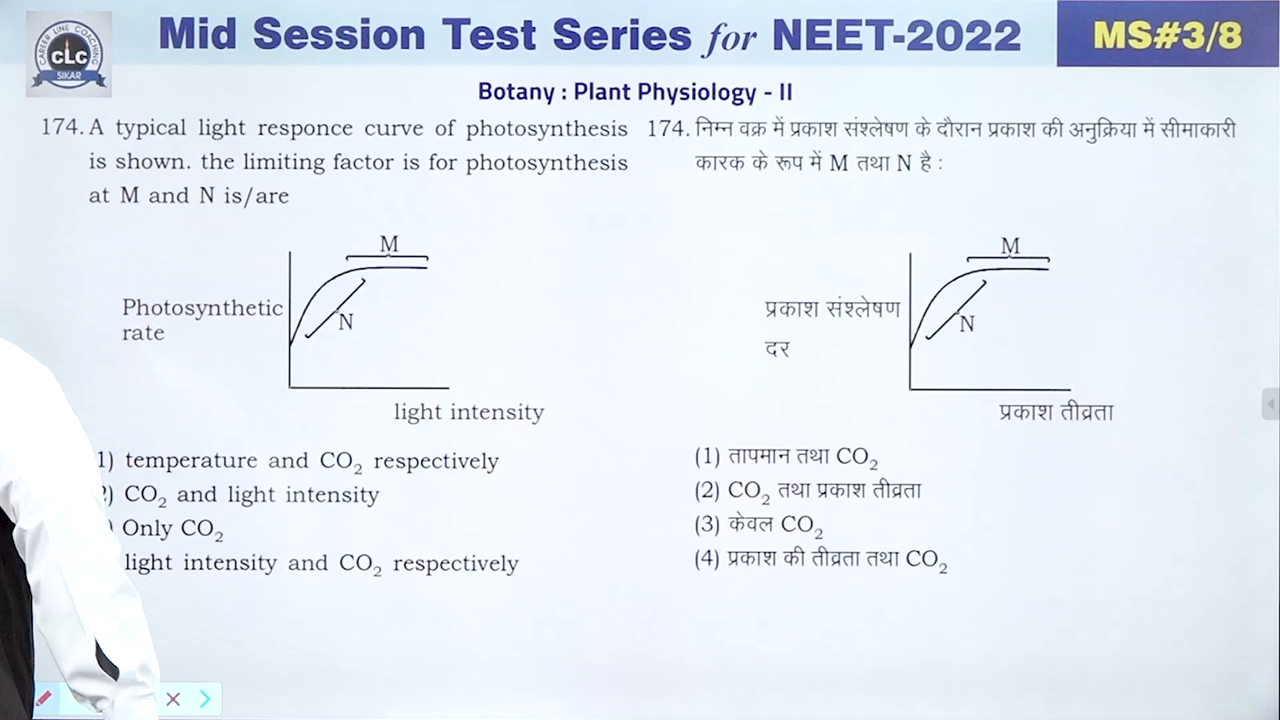 Mid Session Test Series for NEET-2022
MS#3/8
CAREER LINE COACHING
CLC
SIKAR
Botany : Plant Physiology - II
174. A typical light responce curve of photosynthesis
is shown. the limiting factor is for photosynthesis
at M and N is/are
M
Photosynthetic
rate
N
light intensity
1) temperature and CO₂ respectively
2) CO₂ and light intensity
) Only CO₂
light intensity and CO₂ respectively
174. निम्न वक्र में प्रकाश संश्लेषण के दौरान प्रकाश की अनुक्रिया में सीमाकारी
कारक के रूप में M तथा N है :
M
प्रकाश संश्लेषण
दर
N
प्रकाश तीव्रता
(1) तापमान तथा CO₂
(2) CO₂ तथा प्रकाश तीव्रता
(3) केवल CO₂
(4) प्रकाश की तीव्रता तथा CO₂